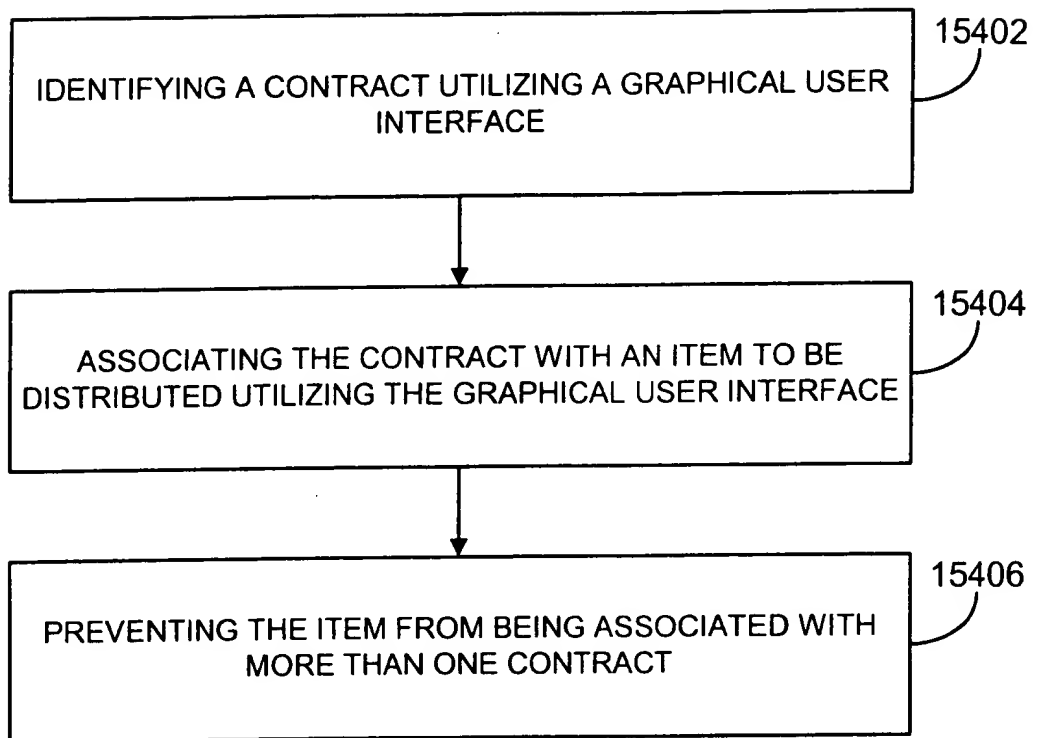 15402
IDENTIFYING A CONTRACT UTILIZING A GRAPHICAL USER
INTERFACE
15404
ASSOCIATING THE CONTRACT WITH AN ITEM TO BE
DISTRIBUTED UTILIZING THE GRAPHICAL USER INTERFACE
15406
PREVENTING THE ITEM FROM BEING ASSOCIATED WITH
MORE THAN ONE CONTRACT